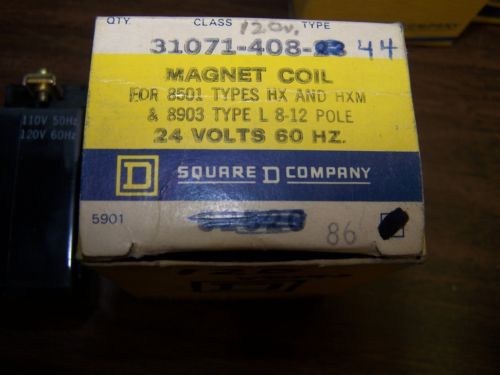 QTY. CLASS 120v. TYPE
31071-408- 44
MAGNET COIL
FOR 8501 TYPES HX AND HXM
& 8903 TYPE L 8-12 POLE
24 VOLTS 60 HZ.
D SQUARE D COMPANY
5901
86
110V 50Hz
120V 60Hz